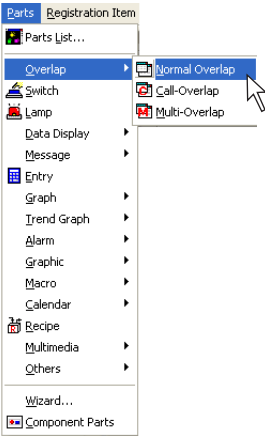 Parts Registration Item
Parts List...
Overlap
Normal Overlap
Call-Overlap
Multi-Overlap
Switch
Lamp
Data Display
Message
Entry
Graph
Trend Graph
Alarm
Graphic
Macro
Calendar
Recipe
Multimedia
Others
Wizard...
Component Parts